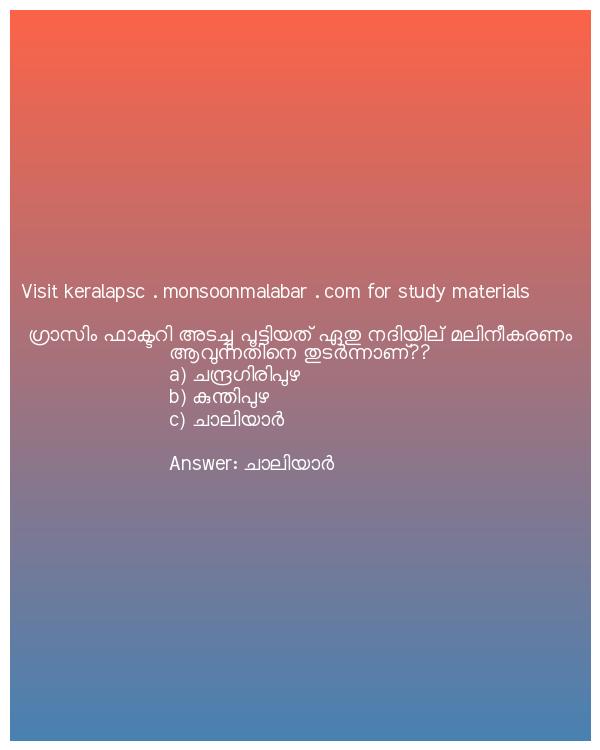 Visit keralapsc . monsoonmalabar . com for study materials
ഗ്രാസിം ഫാക്ടറി അടച്ചു പൂട്ടിയത് ഏതു നദിയില് മലിനീകരണം
ആവുന്നതിനെ തുടർന്നാണ്??
a) ചന്ദ്രഗിരിപുഴ
b) കുന്തിപുഴ
c) ചാലിയാർ
Answer: ചാലിയാർ